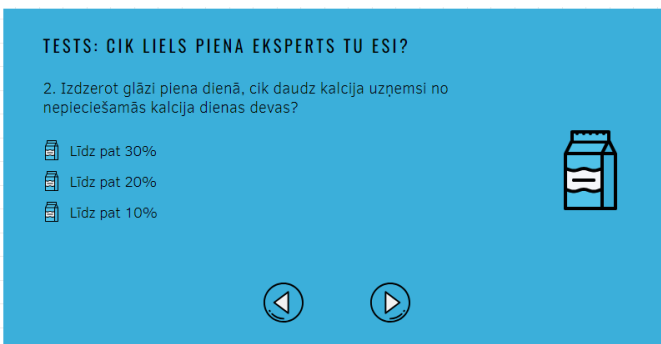 TESTS: CIK LIELS PIENA EKSPERTS TU ESI?
2. Izdzerot glāzi piena dienā, cik daudz kalcija uzņemsi no
nepieciešamās kalcija dienas devas?
Līdz pat 30%
Līdz pat 20%
Līdz pat 10%